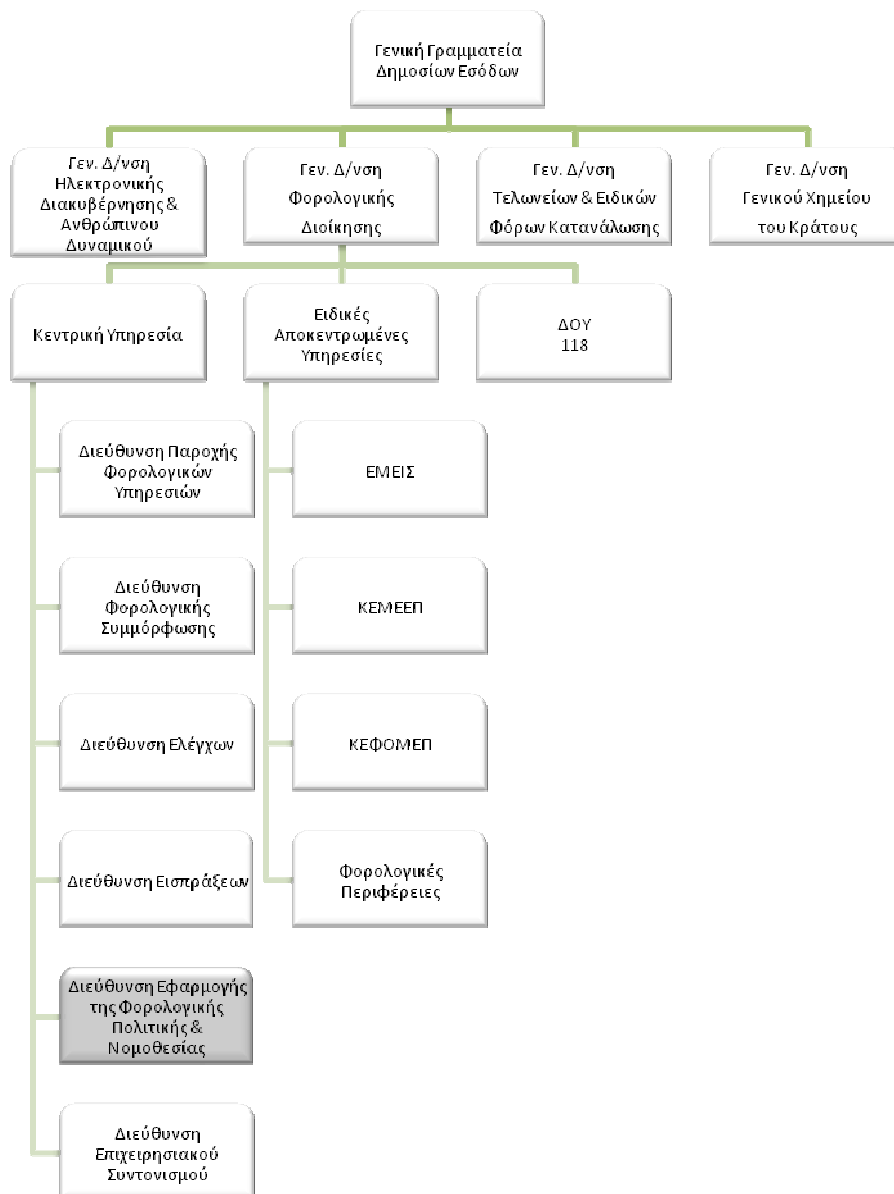 Γενική Γραμματεία
Δημοσίων Εσόδων
Γεν. Δ/νση
Ηλεκτρονικής
Διακυβέρνησης &
Ανθρώπινου
Δυναμικού
Γεν. Δ/νση
Φορολογικής
Διοίκησης
Γεν. Δ/νση
Τελωνείων & Ειδικών
Φόρων Κατανάλωσης
Γεν. Δ/νση
Γενικού Χημείου
του Κράτους
Κεντρική Υπηρεσία
Ειδικές
Αποκεντρωμένες
Υπηρεσίες
ΔΟΥ
118
Διεύθυνση Παροχής
Φορολογικών
Υπηρεσιών
Διεύθυνση
Φορολογικής
Συμμόρφωσης
Διεύθυνση Ελέγχων
Διεύθυνση Εισπράξεων
Διεύθυνση Εφαρμογής
της Φορολογικής
Πολιτικής &
Νομοθεσίας
Διεύθυνση
Επιχειρησιακού
Συντονισμού
ΕΜΕΙΣ
ΚΕΜΕΕΠ
ΚΕΦΟΜΕΠ
Φορολογικές
Περιφέρειες